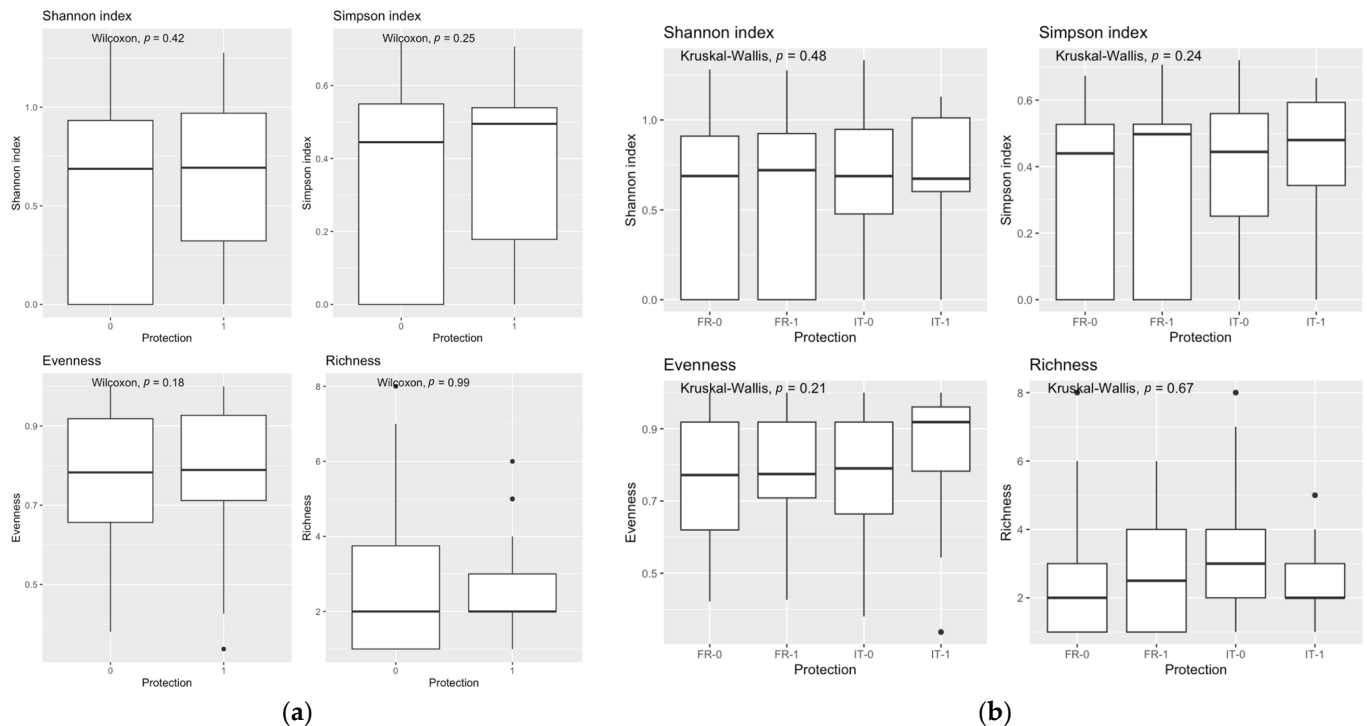 Shannon index
Wilcoxon, p = 0.42
Shannon index
1.0
0.5
0.0
0
1
Protection
Simpson index
Wilcoxon, p = 0.25
Simpson index
0.6
0.4
0.2
0.0
0
1
Protection
Evenness
Wilcoxon, p = 0.18
Evenness
0.9
0.7
0.5
0
1
Protection
Richness
Wilcoxon, p = 0.99
Richness
8
6
4
2
0
1
Protection
(a)
Shannon index
Kruskal-Wallis, p = 0.48
Shannon index
1.0
0.5
0.0
FR-0
FR-1
IT-0
IT-1
Protection
Simpson index
Kruskal-Wallis, p = 0.24
Simpson index
0.6
0.4
0.2
0.0
FR-0
FR-1
IT-0
IT-1
Protection
Evenness
Kruskal-Wallis, p = 0.21
Evenness
0.9
0.7
0.5
FR-0
FR-1
IT-0
IT-1
Protection
Richness
Kruskal-Wallis, p = 0.67
Richness
8
6
4
2
FR-0
FR-1
IT-0
IT-1
Protection
(b)